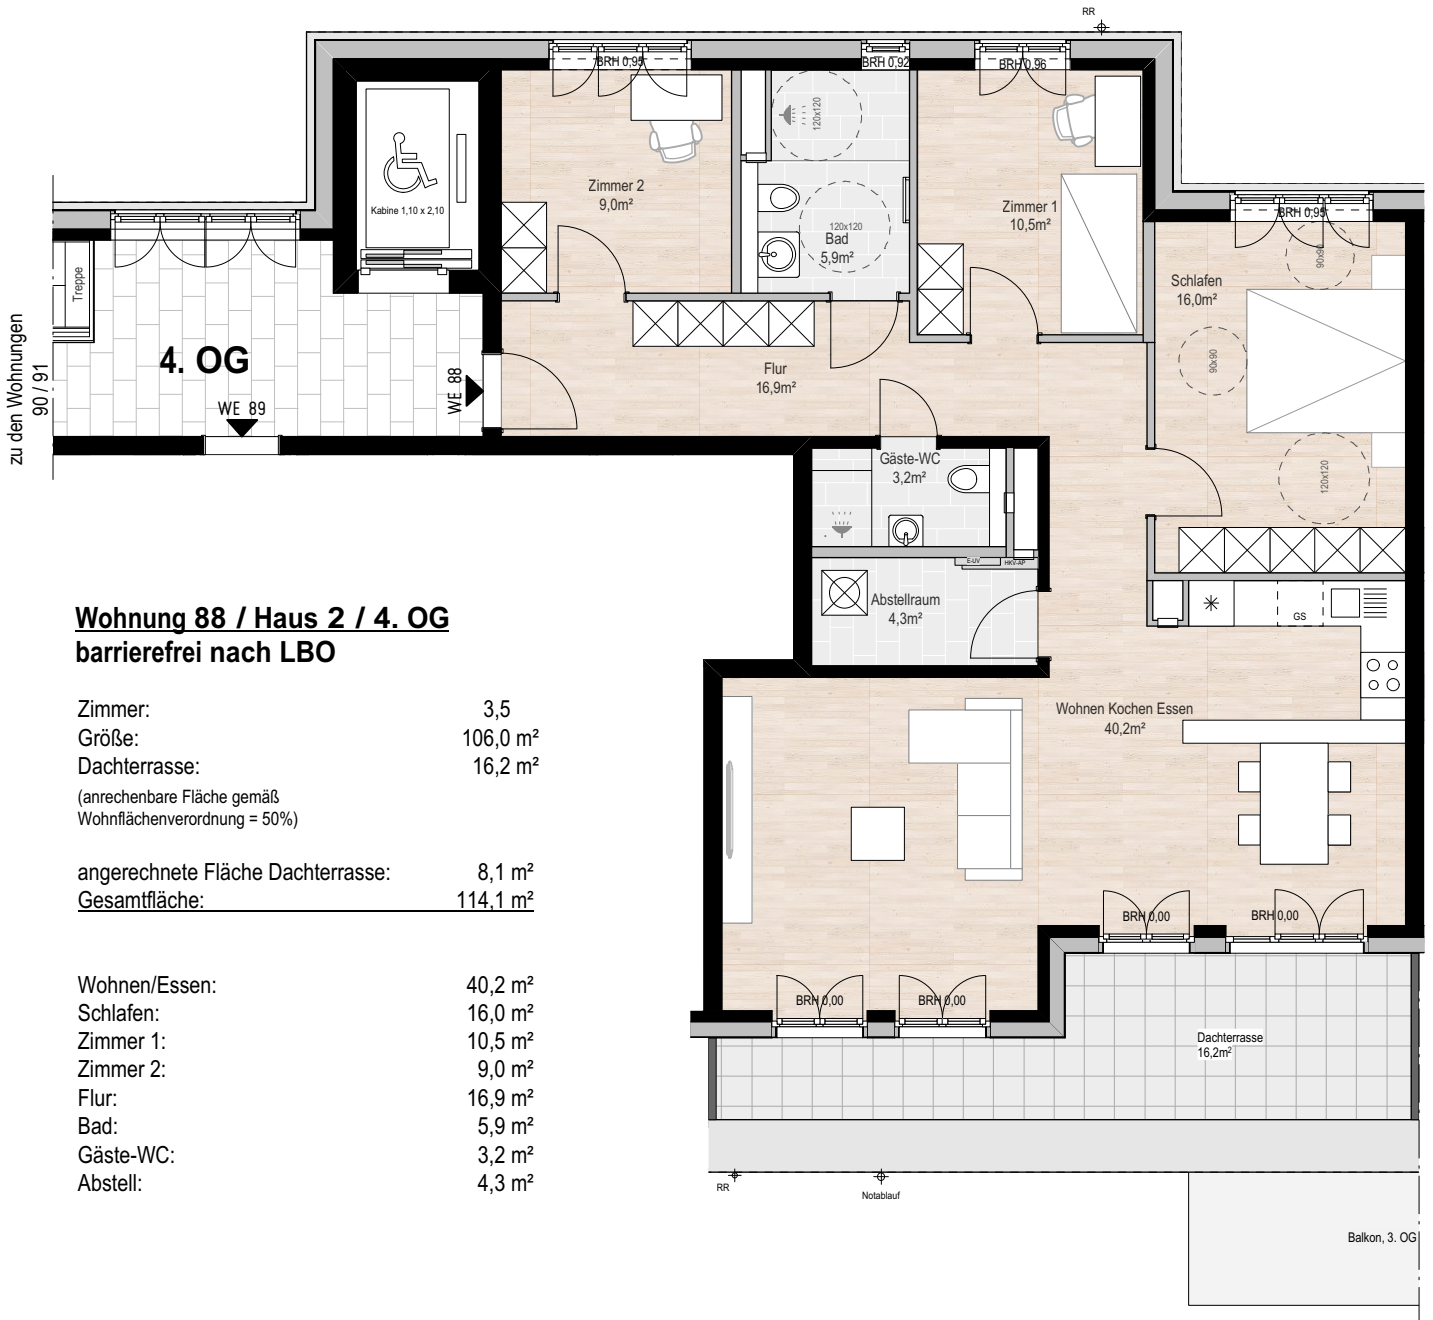 RR
BRH 0,95
BRH 0,92
BRH 0,96
120x120
Kabine 1,10 x 2,10
Zimmer 2
9,0m²
Zimmer 1
10,5m²
BRH 0,95
90x90
120x120
Bad
5,9m²
Treppe
Schlafen
16,0m²
zu den Wohnungen
90 / 91
4. OG
WE 89
WE 88
Flur
16,9m²
90x90
120x120
Gäste-WC
3,2m²
E-UV
HKV-AP
Abstellraum
4,3m²
GS
Wohnung 88 / Haus 2 / 4. OG
barrierefrei nach LBO
Zimmer: 3,5
Größe: 106,0 m²
Dachterrasse: 16,2 m²
(anrechenbare Fläche gemäß
Wohnflächenverordnung = 50%)
angerechnete Fläche Dachterrasse: 8,1 m²
Gesamtfläche: 114,1 m²
Wohnen/Essen: 40,2 m²
Schlafen: 16,0 m²
Zimmer 1: 10,5 m²
Zimmer 2: 9,0 m²
Flur: 16,9 m²
Bad: 5,9 m²
Gäste-WC: 3,2 m²
Abstell: 4,3 m²
Wohnen Kochen Essen
40,2m²
BRH 0,00
BRH 0,00
BRH 0,00
BRH 0,00
Dachterrasse
16,2m²
RR
Notablauf
Balkon, 3. OG